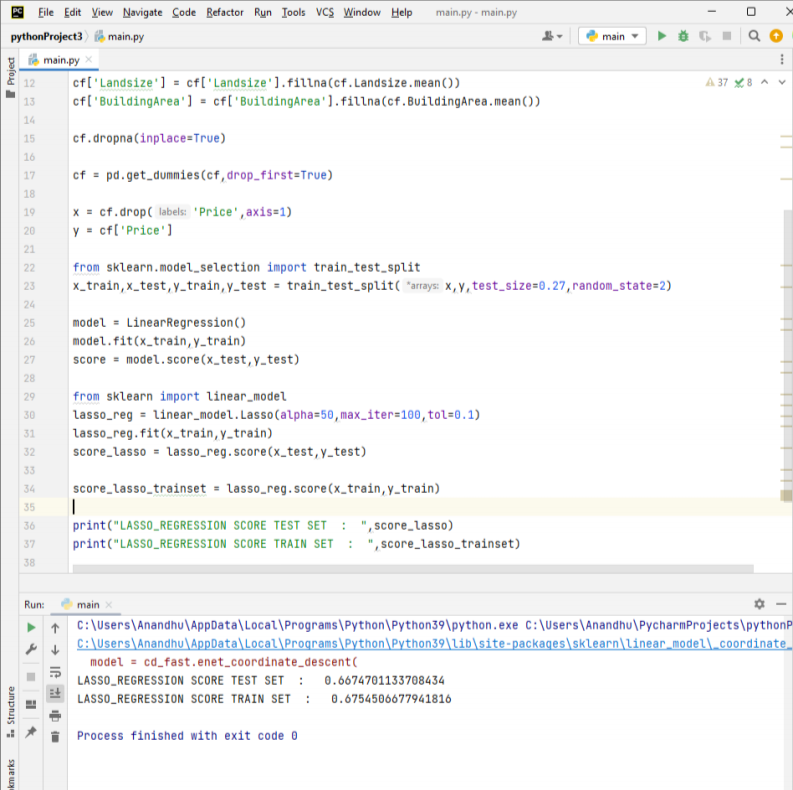 PC File Edit View Navigate Code Refactor Run Tools VCS Window Help main.py - main.py
pythonProject3 main.py main
Project
main.py
12 cf['Landsize'] = cf['Landsize'].fillna(cf.Landsize.mean()) 37 8
13 cf['BuildingArea'] = cf['BuildingArea'].fillna(cf.BuildingArea.mean())
14
15 cf.dropna(inplace=True)
16
17 cf = pd.get_dummies(cf,drop_first=True)
18
19 x = cf.drop( labels: 'Price',axis=1)
20 y = cf['Price']
21
22 from sklearn.model_selection import train_test_split
23 x_train,x_test,y_train,y_test = train_test_split( *arrays: x,y,test_size=0.27,random_state=2)
24
25 model = LinearRegression()
26 model.fit(x_train,y_train)
27 score = model.score(x_test,y_test)
28
29 from sklearn import linear_model
30 lasso_reg = linear_model.Lasso(alpha=50,max_iter=100,tol=0.1)
31 lasso_reg.fit(x_train,y_train)
32 score_lasso = lasso_reg.score(x_test,y_test)
33
34 score_lasso_trainset = lasso_reg.score(x_train,y_train)
35
36 print("LASSO_REGRESSION SCORE TEST SET  :  ",score_lasso)
37 print("LASSO_REGRESSION SCORE TRAIN SET  :  ",score_lasso_trainset)
38
Run: main
C:\Users\Anandhu\AppData\Local\Programs\Python\Python39\python.exe C:\Users\Anandhu\PycharmProjects\pythonP
C:\Users\Anandhu\AppData\Local\Programs\Python\Python39\lib\site-packages\sklearn\linear_model\_coordinate_
model = cd_fast.enet_coordinate_descent(
LASSO_REGRESSION SCORE TEST SET  :   0.6674701133708434
LASSO_REGRESSION SCORE TRAIN SET  :   0.6754506677941816
Process finished with exit code 0
Structure
kmarks